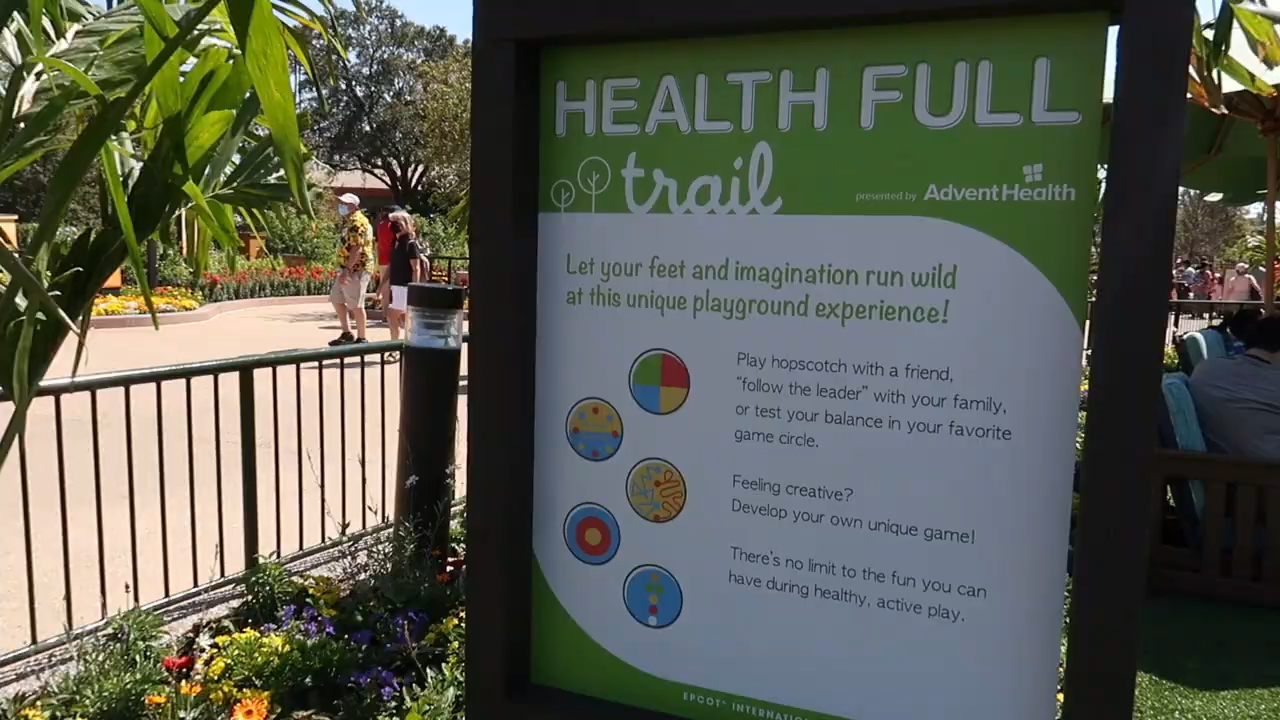 HEALTH FULL
trail
presented by AdventHealth
Let your feet and imagination run wild
at this unique playground experience!
Play hopscotch with a friend,
“follow the leader” with your family,
or test your balance in your favorite
game circle.
Feeling creative?
Develop your own unique game!
There's no limit to the fun you can
have during healthy, active play.
EPCOT